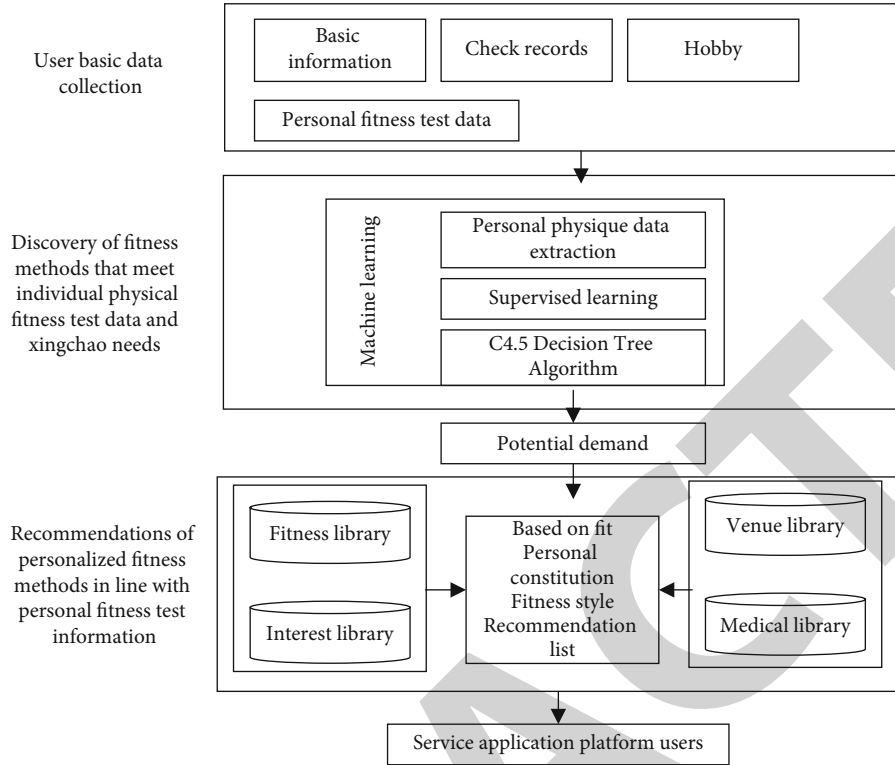 User basic data
collection
Basic
information
Check records
Hobby
Personal fitness test data
Discovery of fitness
methods that meet
individual physical
fitness test data and
xingchao needs
Machine learning
Personal physique data
extraction
Supervised learning
C4.5 Decision Tree
Algorithm
Potential demand
Recommendations of
personalized fitness
methods in line with
personal fitness test
information
Fitness library
Interest library
Based on fit
Personal
constitution
Fitness style
Recommendation
list
Venue library
Medical library
Service application platform users